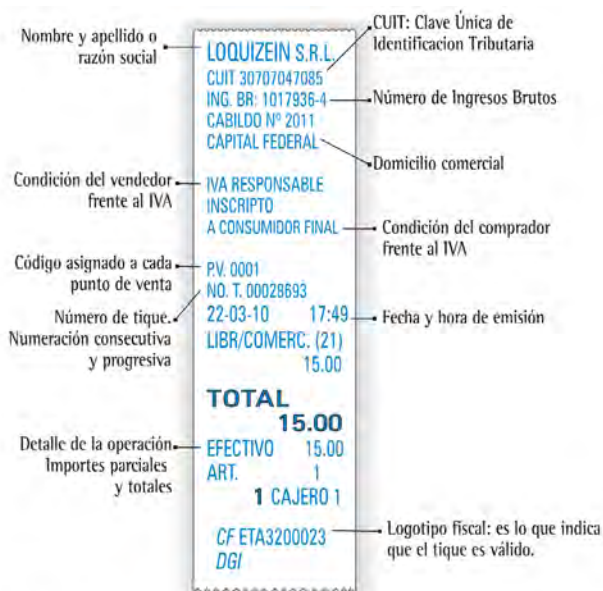 Nombre y apellido o
razón social
CUIT: Clave Única de
Identificacion Tributaria
Número de Ingresos Brutos
Domicilio comercial
Condición del vendedor
frente al IVA
Condición del comprador
frente al IVA
Código asignado a cada
punto de venta
Número de tique.
Numeración consecutiva
y progresiva
Fecha y hora de emisión
Detalle de la operación
Importes parciales
y totales
Logotipo fiscal: es lo que indica
que el tique es válido.
LOQUIZEIN S.R.L.
CUIT 30707047085
ING. BR: 1017936-4
CABILDO Nº 2011
CAPITAL FEDERAL
IVA RESPONSABLE
INSCRIPTO
A CONSUMIDOR FINAL
P.V. 0001
NO. T. 00028693
22-03-10 17:49
LIBR/COMERC. (21)
15.00
TOTAL
15.00
EFECTIVO 15.00
ART. 1
1 CAJERO 1
CF ETA3200023
DGI